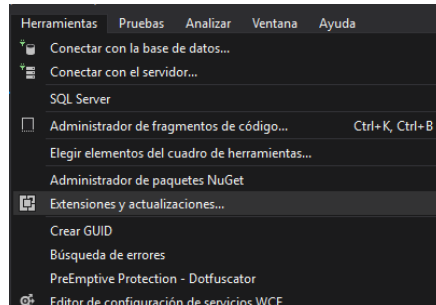 Herramientas Pruebas Analizar Ventana Ayuda
Conectar con la base de datos...
Conectar con el servidor...
SQL Server
Administrador de fragmentos de código... Ctrl+K, Ctrl+B
Elegir elementos del cuadro de herramientas...
Administrador de paquetes NuGet
Extensiones y actualizaciones...
Crear GUID
Búsqueda de errores
PreEmptive Protection - Dotfuscator
Editor de configuración de servicios WCF